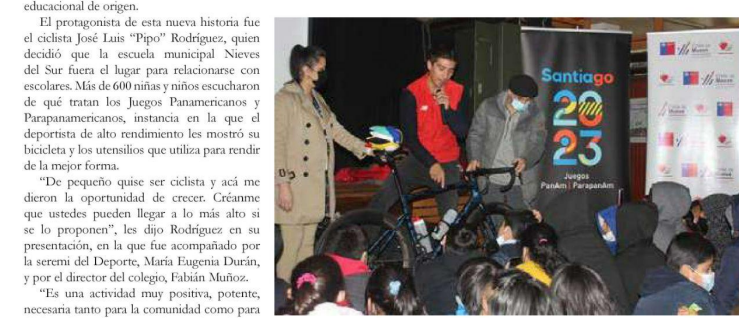 educacional de origen.
El protagonista de esta nueva historia fue
el ciclista José Luis “Pipo” Rodríguez, quien
decidió que la escuela municipal Nieves
del Sur fuera el lugar para relacionarse con
escolares. Más de 600 niñas y niños escucharon
de qué tratan los Juegos Panamericanos y
Parapanamericanos, instancia en la que el
deportista de alto rendimiento les mostró su
bicicleta y los utensilios que utiliza para rendir
de la mejor forma.
“De pequeño quise ser ciclista y acá me
dieron la oportunidad de crecer. Créanme
que ustedes pueden llegar a lo más alto si
se lo proponen”, les dijo Rodríguez en su
presentación, en la que fue acompañado por
la seremi del Deporte, María Eugenia Durán,
y por el director del colegio, Fabián Muñoz.
“Es una actividad muy positiva, potente,
necesaria tanto para la comunidad como para
Santiago
20
23
Juegos
PanAm | ParapanAm